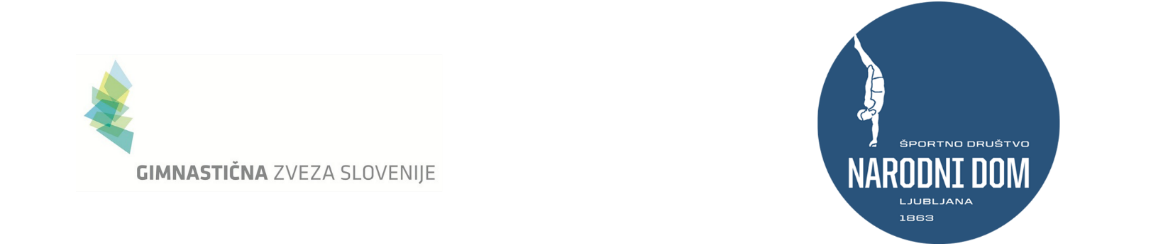 GIMNASTIČNA ZVEZA SLOVENIJE
ŠPORTNO DRUŠTVO
NARODNI DOM
LJUBLJANA
1863